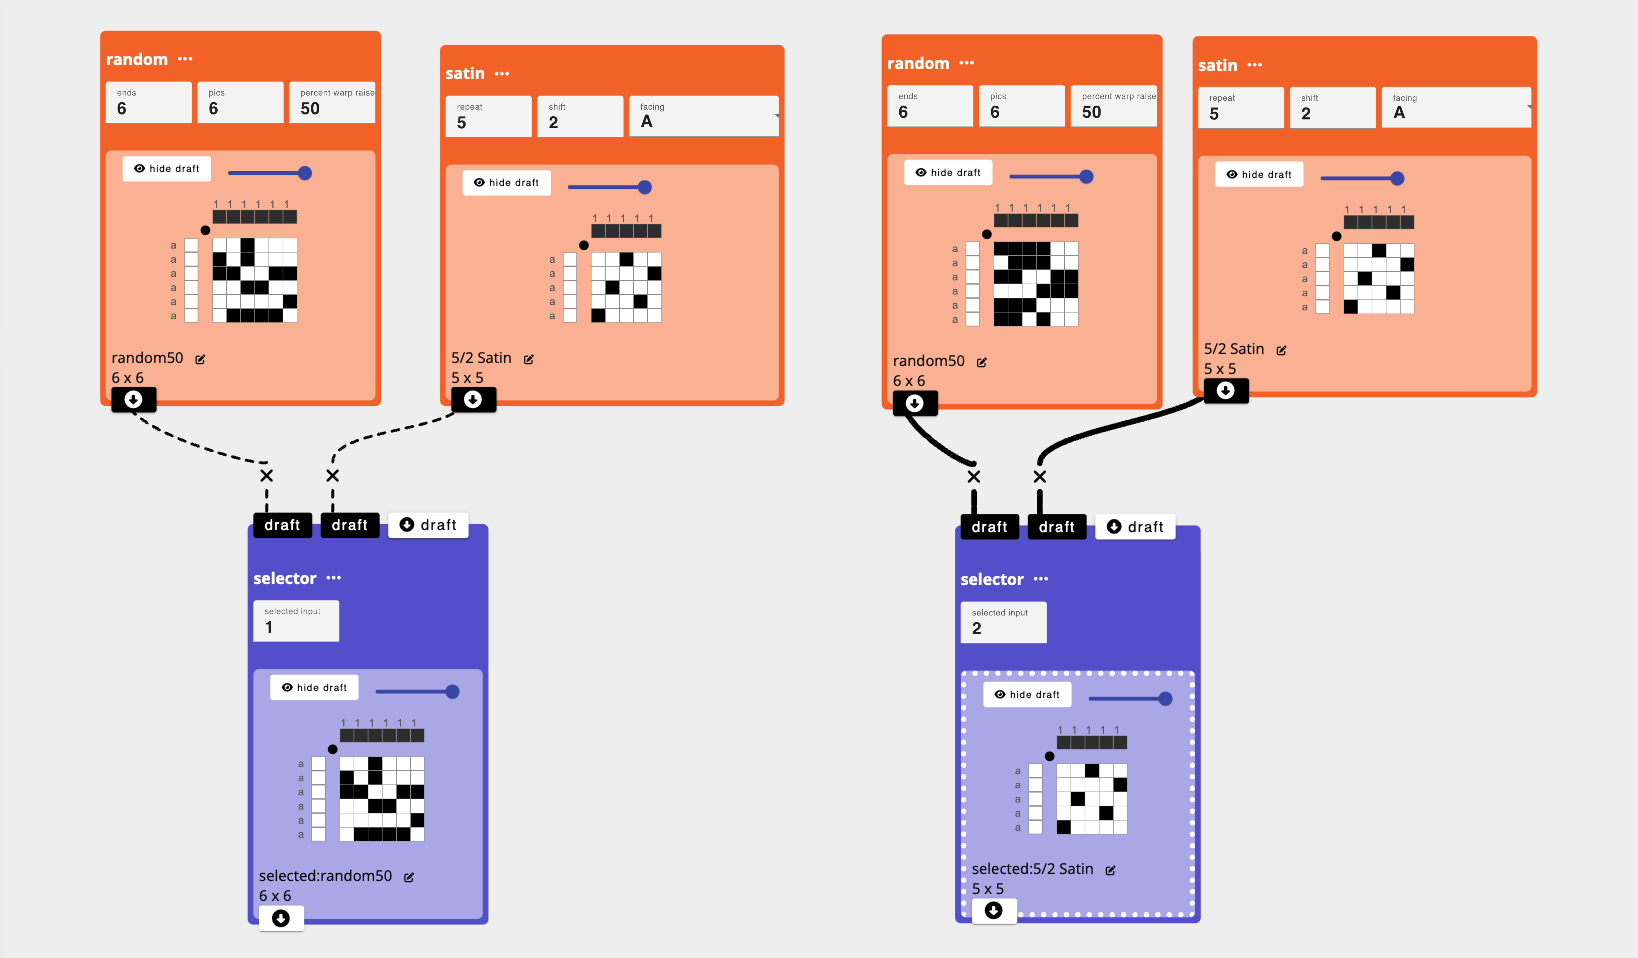 random ...
ends
6
pics
6
percent warp raise
50
hide draft
1 1 1 1 1 1
a
a
a
a
a
a
random50
6 x 6
satin ...
repeat
5
shift
2
facing
A
hide draft
1 1 1 1 1
a
a
a
a
a
5/2 Satin
5 x 5
draft
draft
draft
selector ...
selected input
1
hide draft
1 1 1 1 1 1
a
a
a
a
a
a
selected:random50
6 x 6
random ...
ends
6
pics
6
percent warp raise
50
hide draft
1 1 1 1 1 1
a
a
a
a
a
a
random50
6 x 6
satin ...
repeat
5
shift
2
facing
A
hide draft
1 1 1 1 1
a
a
a
a
a
5/2 Satin
5 x 5
draft
draft
draft
selector ...
selected input
2
hide draft
1 1 1 1 1
a
a
a
a
a
selected:5/2 Satin
5 x 5